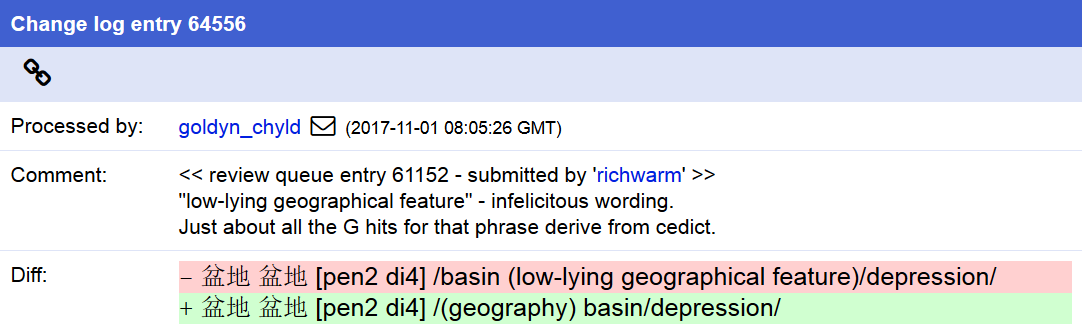 Change log entry 64556
Processed by: goldyn_chyld (2017-11-01 08:05:26 GMT)
Comment: << review queue entry 61152 - submitted by 'richwarm' >>
"low-lying geographical feature" - infelicitous wording.
Just about all the G hits for that phrase derive from cedict.
Diff: - 盆地 盆地 [pen2 di4] /basin (low-lying geographical feature)/depression/
+ 盆地 盆地 [pen2 di4] /(geography) basin/depression/